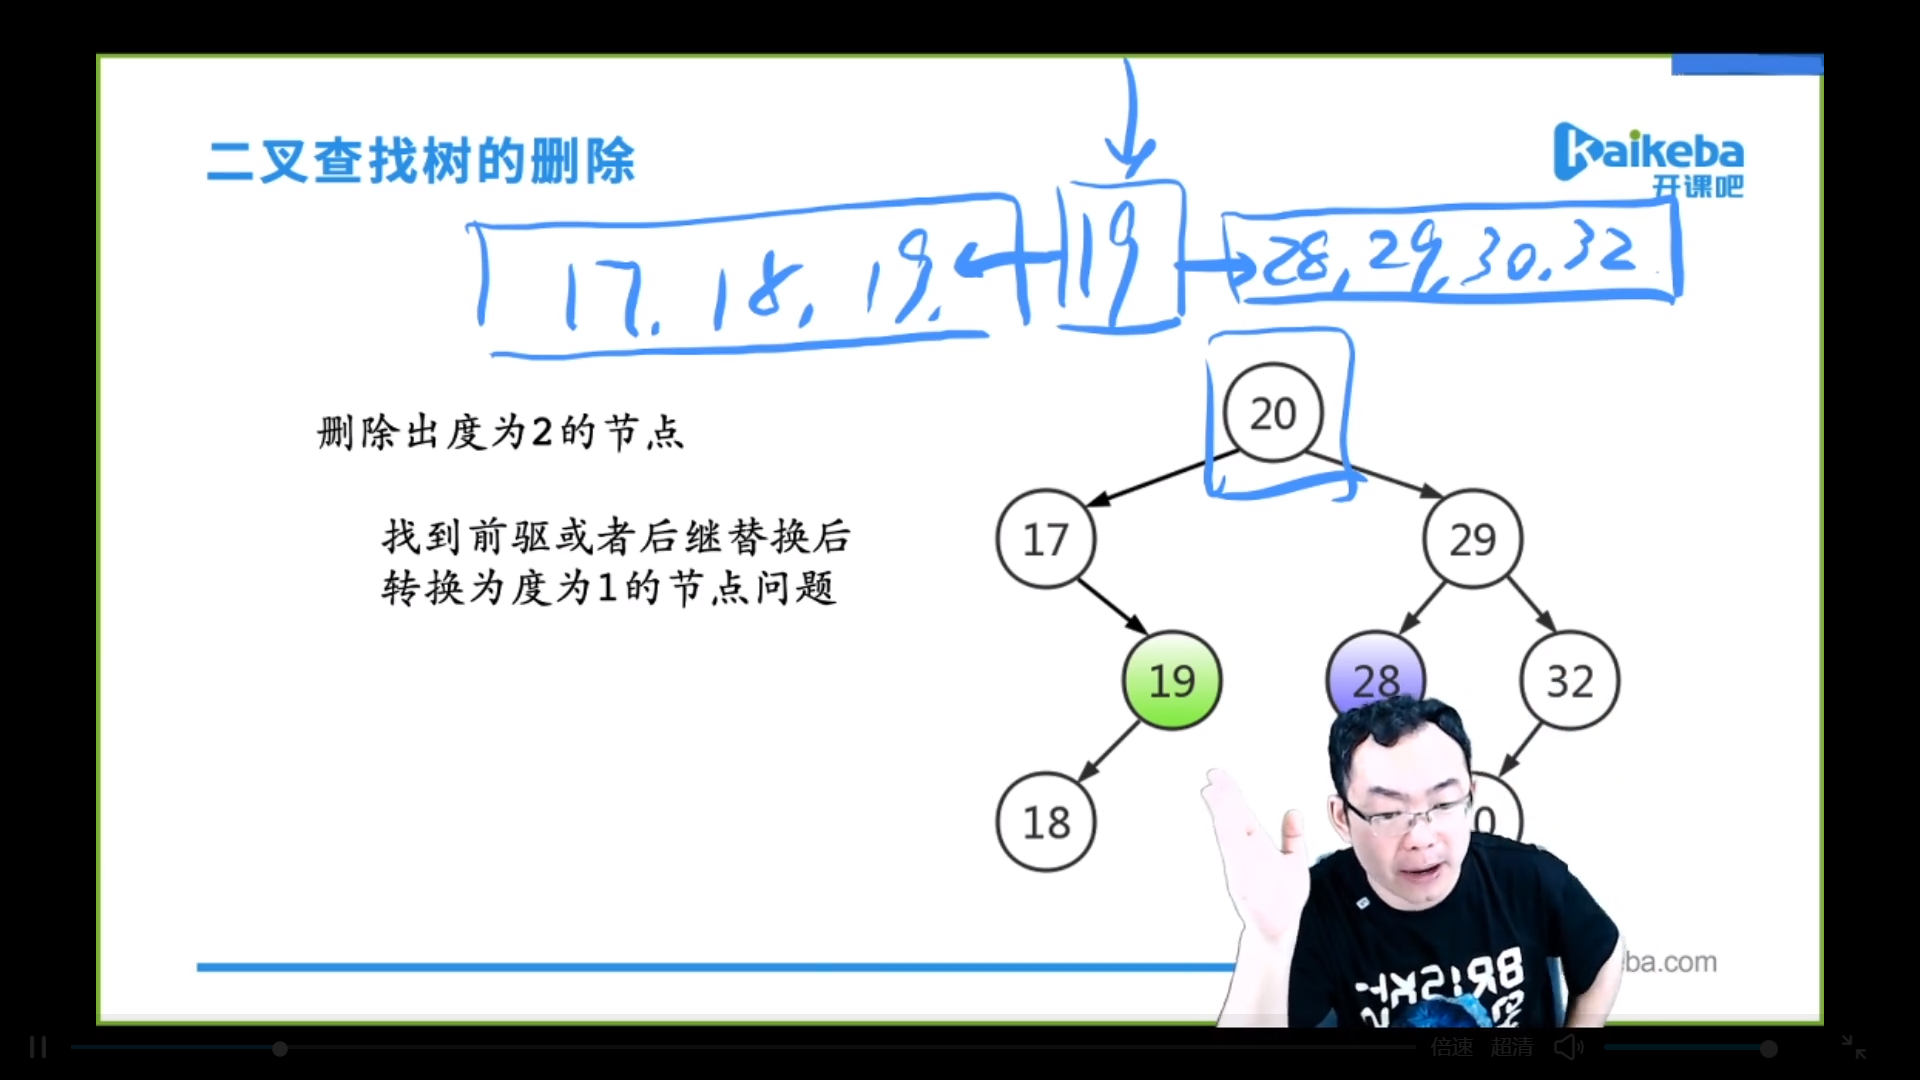 二叉查找树的删除
kaikeba
开课吧
17, 18, 19, 19 28, 29, 30, 32
删除出度为2的节点
找到前驱或者后继替换后
转换为度为1的节点问题
20
17 29
19 28 32
18 0
ba.com
倍速 超清